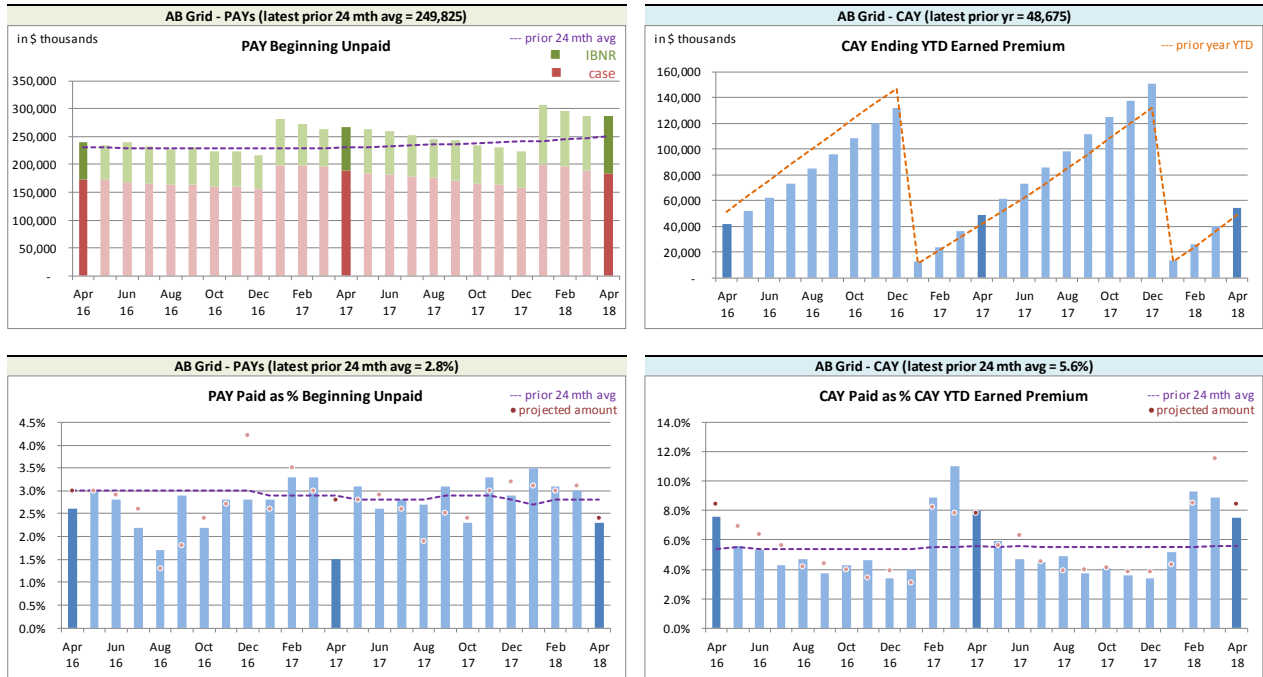 AB Grid - PAYs (latest prior 24 mth avg = 249,825)
in $ thousands
PAY Beginning Unpaid
--- prior 24 mth avg
IBNR
case
350,000
300,000
250,000
200,000
150,000
100,000
50,000
-
Apr Jun Aug Oct Dec Feb Apr Jun Aug Oct Dec Feb Apr
16 16 16 16 16 17 17 17 17 17 17 18 18
AB Grid - CAY (latest prior yr = 48,675)
in $ thousands
CAY Ending YTD Earned Premium
--- prior year YTD
160,000
140,000
120,000
100,000
80,000
60,000
40,000
20,000
-
Apr Jun Aug Oct Dec Feb Apr Jun Aug Oct Dec Feb Apr
16 16 16 16 16 17 17 17 17 17 17 18 18
AB Grid - PAYs (latest prior 24 mth avg = 2.8%)
PAY Paid as % Beginning Unpaid
--- prior 24 mth avg
projected amount
4.5%
4.0%
3.5%
3.0%
2.5%
2.0%
1.5%
1.0%
0.5%
0.0%
Apr Jun Aug Oct Dec Feb Apr Jun Aug Oct Dec Feb Apr
16 16 16 16 16 17 17 17 17 17 17 18 18
AB Grid - CAY (latest prior 24 mth avg = 5.6%)
CAY Paid as % CAY YTD Earned Premium
--- prior 24 mth avg
projected amount
14.0%
12.0%
10.0%
8.0%
6.0%
4.0%
2.0%
0.0%
Apr Jun Aug Oct Dec Feb Apr Jun Aug Oct Dec Feb Apr
16 16 16 16 16 17 17 17 17 17 17 18 18